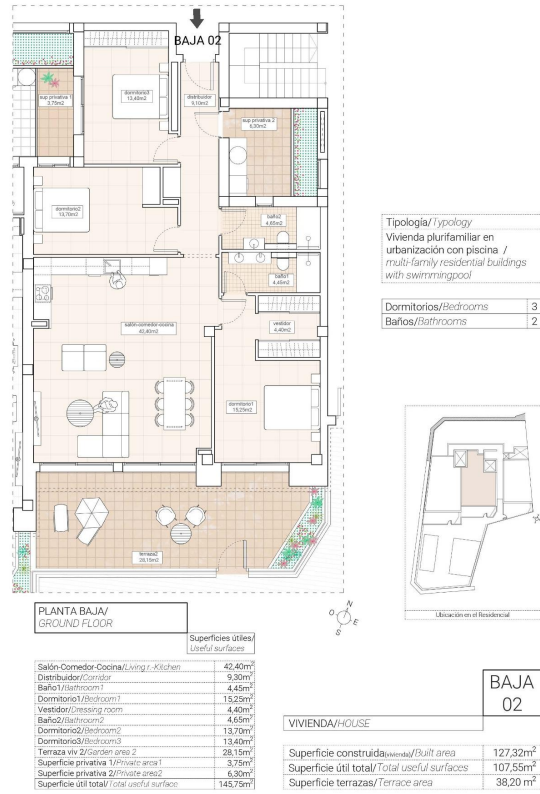 BAJA 02
sup privativa 1
3,75m2
dormitorio3
13,40m2
distribuidor
9,10m2
sup privativa 2
6,30m2
dormitorio2
13,70m2
baño2
4,65m2
baño1
4,45m2
salón-comedor-cocina
42,40m2
vestidor
4,40m2
dormitorio1
15,25m2
terraza2
28,15m2
Tipología/Typology
Vivienda plurifamiliar en
urbanización con piscina /
multi-family residential buildings
with swimmingpool
Dormitorios/Bedrooms 3
Baños/Bathrooms 2
Ubicación en el Residencial
N
O
E
S
PLANTA BAJA/
GROUND FLOOR
Superficies útiles/
Useful surfaces
Salón-Comedor-Cocina/Living r.-Kitchen 42,40m²
Distribuidor/Corridor 9,30m²
Baño1/Bathroom1 4,45m²
Dormitorio1/Bedroom1 15,25m²
Vestidor/Dressing room 4,40m²
Baño2/Bathroom2 4,65m²
Dormitorio2/Bedroom2 13,70m²
Dormitorio3/Bedroom3 13,40m²
Terraza viv 2/Garden area 2 28,15m²
Superficie privativa 1/Private area1 3,75m²
Superficie privativa 2/Private area2 6,30m²
Superficie útil total/Total useful surface 145,75m²
BAJA
02
VIVIENDA/HOUSE
Superficie construida(vivienda)/Built area 127,32m²
Superficie útil total/Total useful surfaces 107,55m²
Superficie terrazas/Terrace area 38,20 m²